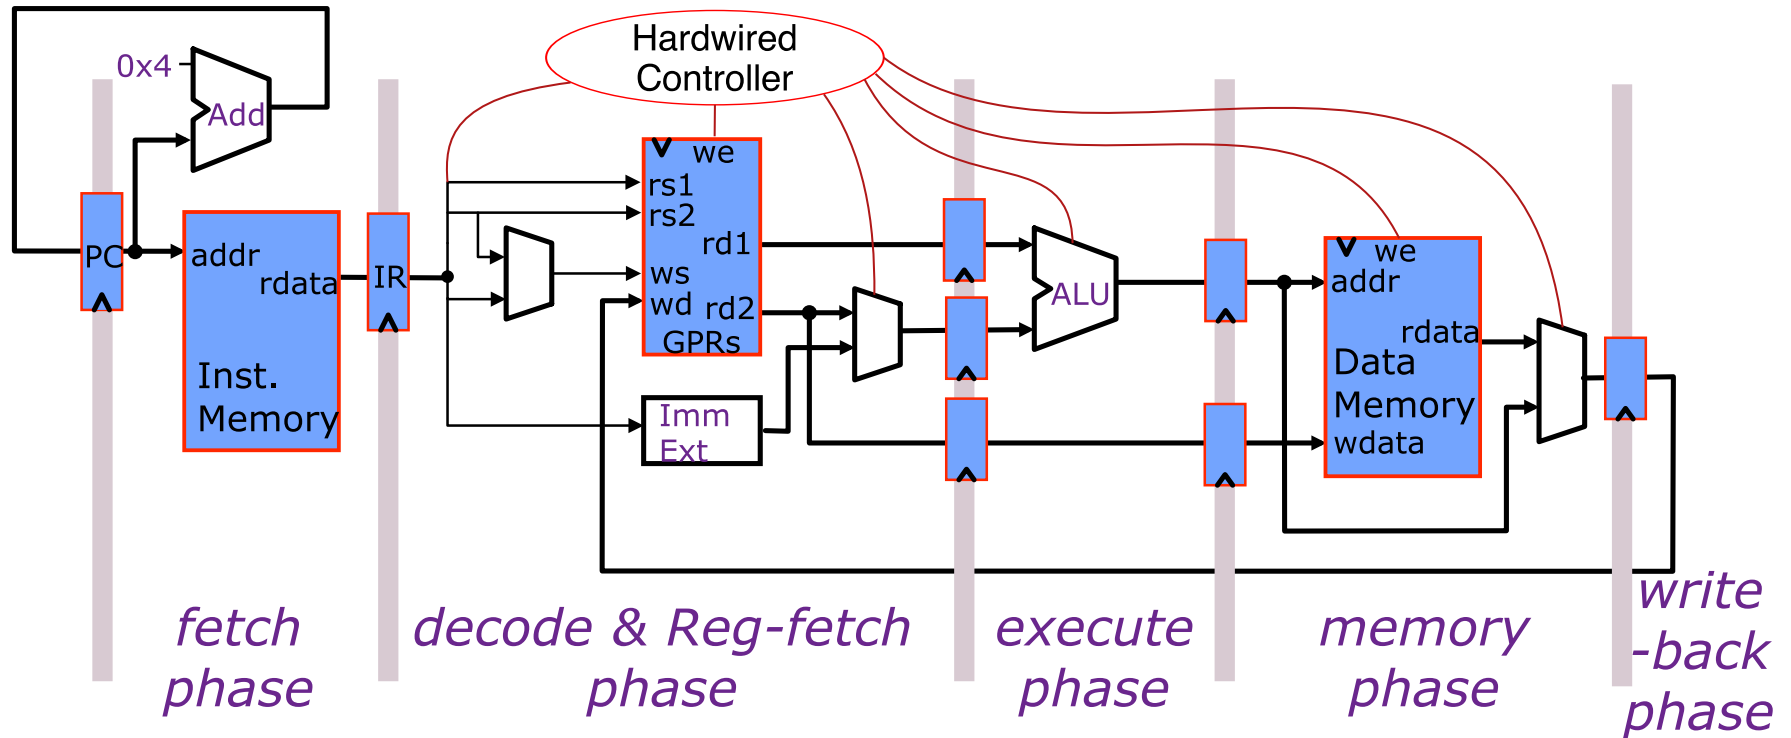 Hardwired
Controller
0x4
Add
PC
addr
rdata
Inst.
Memory
IR
we
rs1
rs2
rd1
ws
wd
rd2
GPRs
Imm
Ext
ALU
we
addr
rdata
Data
Memory
wdata
fetch
phase
decode & Reg-fetch
phase
execute
phase
memory
phase
write
-back
phase